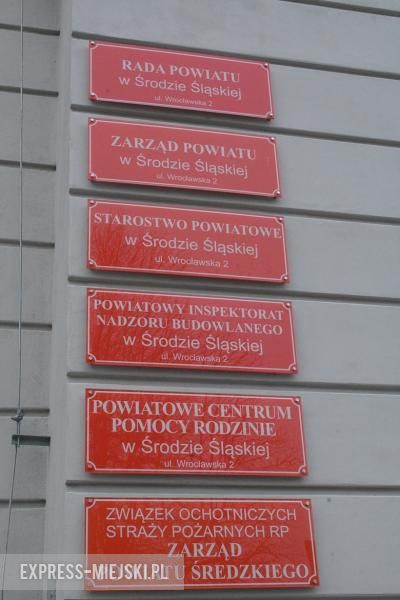 RADA POWIATU
w Środzie Śląskiej
ul. Wrocławska 2
ZARZĄD POWIATU
w Środzie Śląskiej
ul. Wrocławska 2
STAROSTWO POWIATOWE
w Środzie Śląskiej
ul. Wrocławska 2
POWIATOWY INSPEKTORAT
NADZORU BUDOWLANEGO
w Środzie Śląskiej
ul. Wrocławska 2
POWIATOWE CENTRUM
POMOCY RODZINIE
w Środzie Śląskiej
ul. Wrocławska 2
ZWIĄZEK OCHOTNICZYCH
STRAŻY POŻARNYCH RP
ZARZĄD
ŚREDZKIEGO
EXPRESS-MIEJSKI.PL